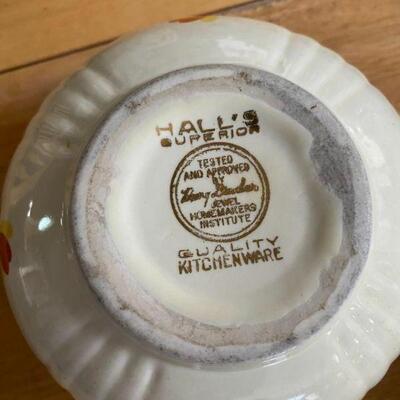 HALL'S
SUPERIOR
TESTED
AND APPROVED
BY
Mary Dunbar
JEWEL
HOMEMAKERS
INSTITUTE
QUALITY
KITCHENWARE